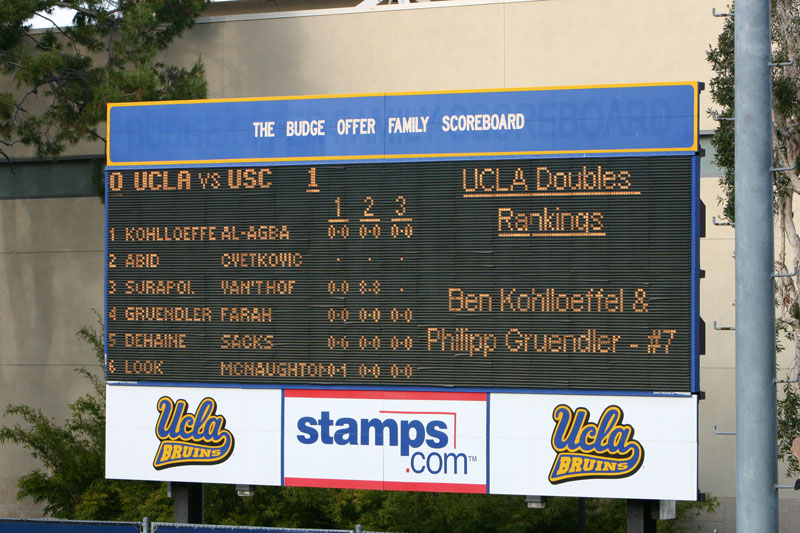 THE BUDGE OFFER FAMILY SCOREBOARD
0 UCLA VS USC 1
1 2 3
1 KOHLLOEFFE AL-AGBA 0-0 0-0 0-0
2 ABID CVETKOVIC - - -
3 SURAPOL VAN'THOF 0.0 8-8 -
4 GRUENDLER FARAH 0-0 0-0 0-0
5 DEHAINE SACKS 0-0 0-0 0-0
6 LOOK MCNAUGHTON 0-1 0-0 0-0
UCLA Doubles
Rankings
Ben Kohlloeffel &
Philipp Gruendler - #7
Ucla
BRUINS
stamps
.com™
Ucla
BRUINS